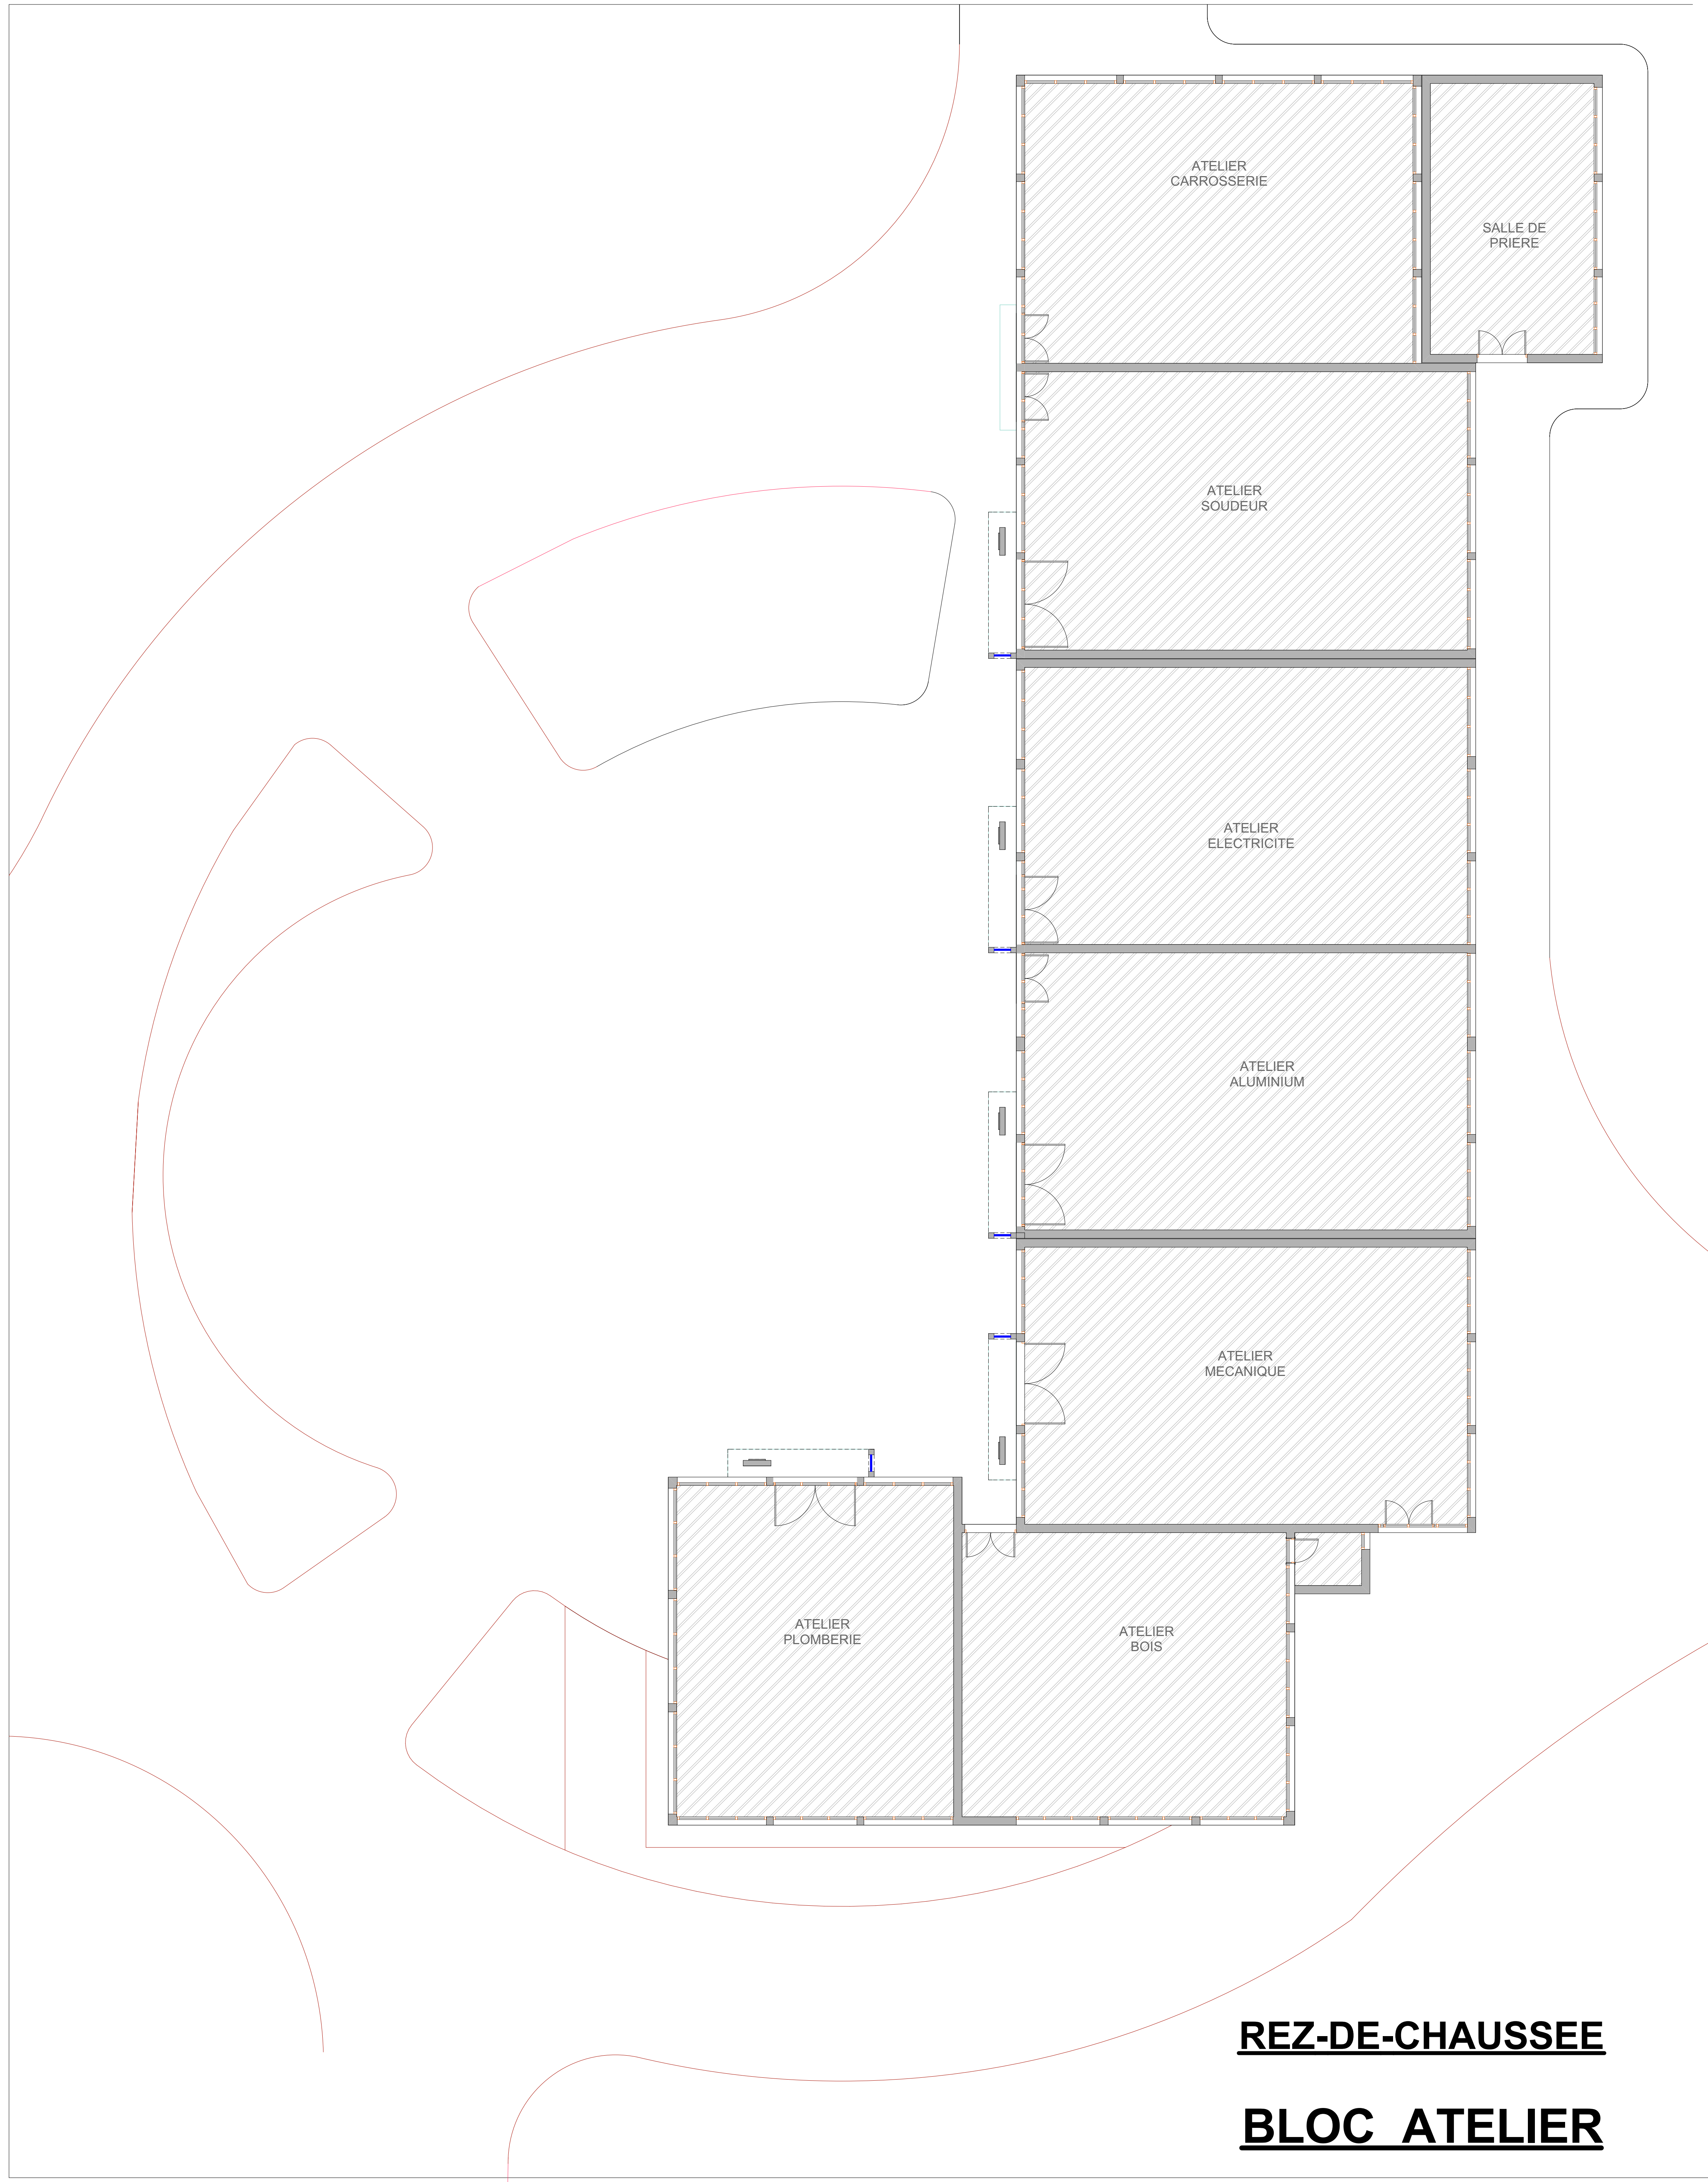 ATELIER
CARROSSERIE
SALLE DE
PRIERE
ATELIER
SOUDEUR
ATELIER
ELECTRICITE
ATELIER
ALUMINIUM
ATELIER
MECANIQUE
ATELIER
PLOMBERIE
ATELIER
BOIS
REZ-DE-CHAUSSEE
BLOC ATELIER